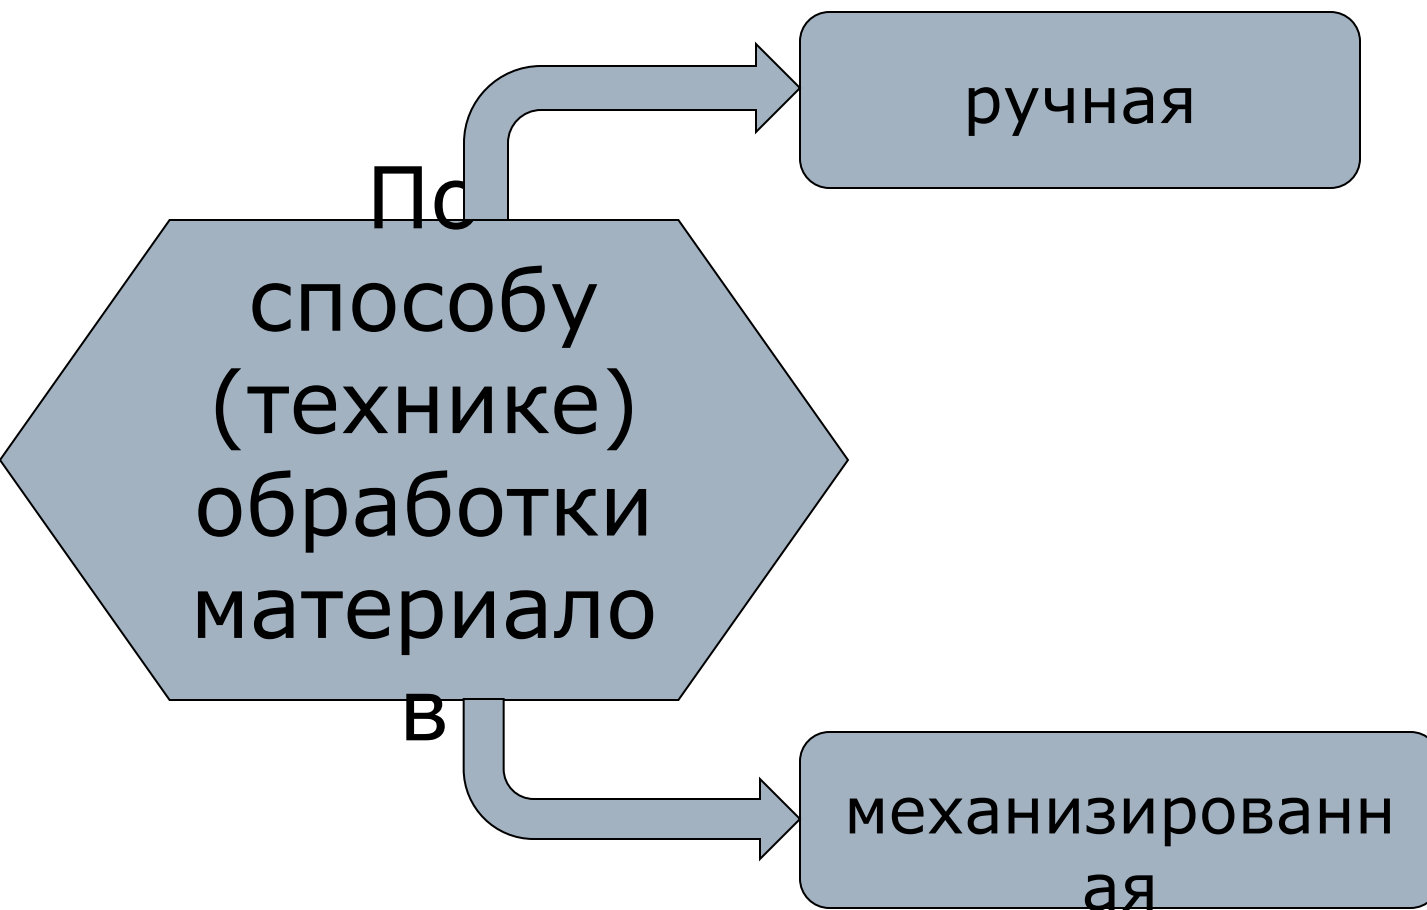 ручная
По
способу
(технике)
обработки
материало
в
механизированн
ая